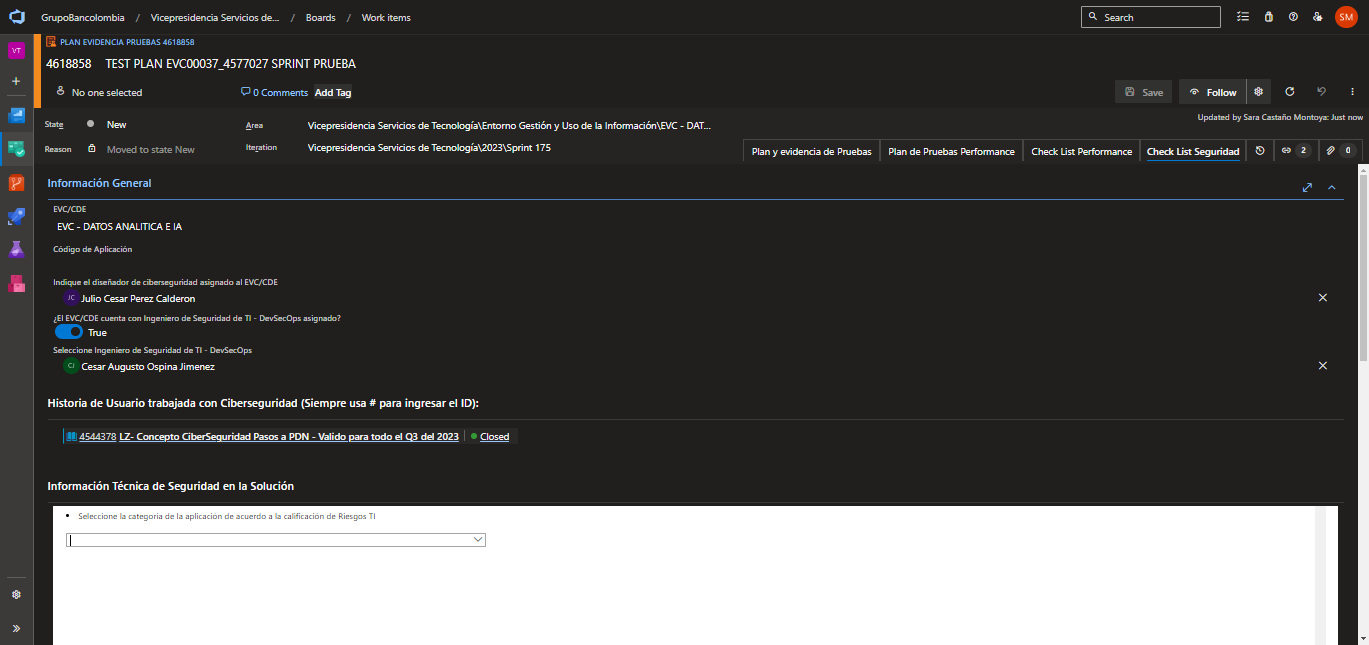 GrupoBancolombia / Vicepresidencia Servicios de... / Boards / Work items
Search
SM
VT
PLAN EVIDENCIA PRUEBAS 4618858
4618858 TEST PLAN EVC00037_4577027 SPRINT PRUEBA
No one selected
0 Comments
Add Tag
Save
Follow
Updated by Sara Castaño Montoya: Just now
State
New
Area
Vicepresidencia Servicios de Tecnología\Entorno Gestión y Uso de la Información\EVC - DAT...
Reason
Moved to state New
Iteration
Vicepresidencia Servicios de Tecnología\2023\Sprint 175
Plan y evidencia de Pruebas
Plan de Pruebas Performance
Check List Performance
Check List Seguridad
2
0
Información General
EVC/CDE
EVC - DATOS ANALITICA E IA
Código de Aplicación
Indique el diseñador de ciberseguridad asignado al EVC/CDE
JC Julio Cesar Perez Calderon
¿El EVC/CDE cuenta con Ingeniero de Seguridad de TI - DevSecOps asignado?
True
Seleccione Ingeniero de Seguridad de TI - DevSecOps
CJ Cesar Augusto Ospina Jimenez
Historia de Usuario trabajada con Ciberseguridad (Siempre usa # para ingresar el ID):
4544378 LZ- Concepto CiberSeguridad Pasos a PDN - Valido para todo el Q3 del 2023 Closed
Información Técnica de Seguridad en la Solución
• Seleccione la categoría de la aplicación de acuerdo a la calificación de Riesgos TI